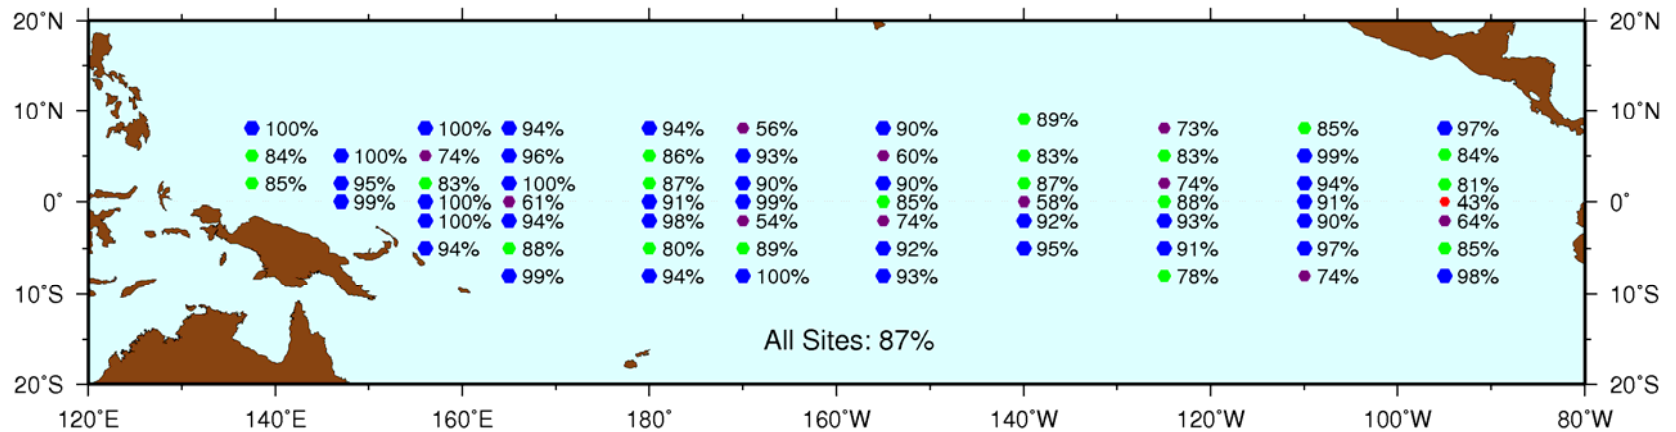 20°N 20°N
10°N 10°N
89%
100% 100% 94% 94% 56% 90% 73% 85% 97%
84% 100% 74% 96% 86% 93% 60% 83% 83% 99% 84%
85% 95% 83% 100% 87% 90% 90% 87% 74% 94% 81%
0° 99% 100% 61% 91% 99% 85% 58% 88% 91% 43% 0°
100% 94% 98% 54% 74% 92% 93% 90% 64%
94% 88% 80% 89% 92% 95% 91% 97% 85%
99% 94% 100% 93% 78% 74% 98%
10°S 10°S
All Sites: 87%
20°S 20°S
120°E 140°E 160°E 180° 160°W 140°W 120°W 100°W 80°W